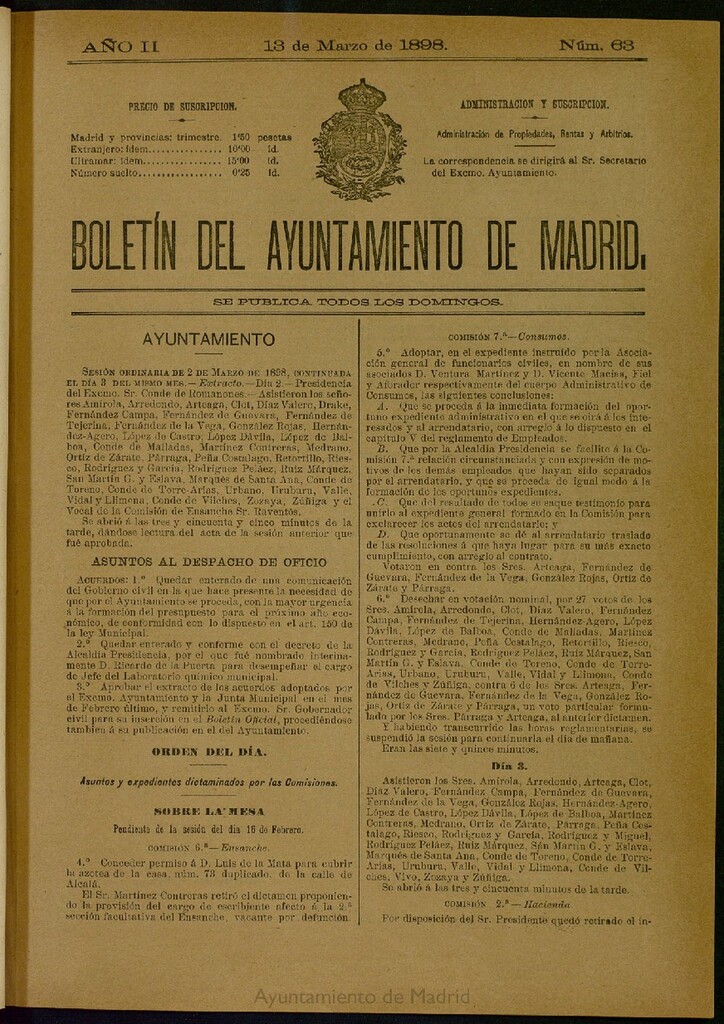 AÑO II
13 de Marzo de 1898.
Núm. 63
PRECIO DE SUSCRIPCION.
Madrid y provincias: trimestre. 1'50 pesetas
Extranjero: ídem............... 10'00 íd.
Ultramar: ídem................ 15'00 íd.
Número suelto................. 0'25 íd.
ADMINISTRACION Y SUSCRIPCION.
Administración de Propiedades, Rentas y Arbitrios.
La correspondencia se dirigirá al Sr. Secretario
del Excmo. Ayuntamiento.
BOLETÍN DEL AYUNTAMIENTO DE MADRID.
SE PUBLICA TODOS LOS DOMINGOS.
AYUNTAMIENTO
SESIÓN ORDINARIA DE 2 DE MARZO DE 1898, CONTINUADA
EL DÍA 3 DEL MISMO MES.—Extracto.—Día 2.—Presidencia
del Excmo. Sr. Conde de Romanones.—Asistieron los seño-
res Amirola, Arredondo, Arteaga, Clot, Díaz Valero, Drake,
Fernández Campa, Fernández de Guevara, Fernández de
Tejerina, Fernández de la Vega, González Rojas, Hernán-
dez-Agero, López de Castro, López Dávila, López de Bal-
boa, Conde de Malladas, Martínez Contreras, Medrano,
Ortiz de Zárate, Párraga, Peña Costalago, Retortillo, Ries-
co, Rodríguez y García, Rodríguez Peláez, Ruiz Márquez,
San Martín G. y Eslava, Marqués de Santa Ana, Conde de
Toreno, Conde de Torre-Arias, Urbano, Uruburu, Valle,
Vidal y Llimona, Conde de Vilches, Zozaya, Zúñiga y el
Vocal de la Comisión de Ensanche Sr. Raventós.
Se abrió á las tres y cincuenta y cinco minutos de la
tarde, dándose lectura del acta de la sesión anterior que
fué aprobada.
ASUNTOS AL DESPACHO DE OFICIO
ACUERDOS: 1.º Quedar enterado de una comunicación
del Gobierno civil en la que hace presente la necesidad de
que por el Ayuntamiento se proceda, con la mayor urgencia
á la formación del presupuesto para el próximo año eco-
nómico, de conformidad con lo dispuesto en el art. 150 de
la ley Municipal.
2.º Quedar enterado y conforme con el decreto de la
Alcaldía Presidencia, por el que fué nombrado interina-
mente D. Ricardo de la Puerta para desempeñar el cargo
de Jefe del Laboratorio químico municipal.
3.º Aprobar el extracto de los acuerdos adoptados por
el Excmo. Ayuntamiento y la Junta Municipal en el mes
de Febrero último, y remitirlo al Excmo. Sr. Gobernador
civil para su inserción en el Boletín Oficial, procediéndose
también á su publicación en el del Ayuntamiento.
ORDEN DEL DÍA.
Asuntos y expedientes dictaminados por las Comisiones.
SOBRE LA MESA
Pendiente de la sesión del día 16 de Febrero.
COMISIÓN 6.ª—Ensanche.
4.º Conceder permiso á D. Luis de la Mata para cubrir
la azotea de la casa, núm. 73 duplicado, de la calle de
Alcalá.
El Sr. Martínez Contreras retiró el dictamen proponien-
do la provisión del cargo de escribiente afecto á la 2.ª
sección facultativa del Ensanche, vacante por defunción.
COMISIÓN 7.ª—Consumos.
5.º Adoptar, en el expediente instruído por la Asocia-
ción general de funcionarios civiles, en nombre de sus
asociados D. Ventura Martínez y D. Vicente Macías, Fiel
y Aforador respectivamente del cuerpo Administrativo de
Consumos, las siguientes conclusiones:
A. Que se proceda á la inmediata formación del opor-
tuno expediente administrativo en el que se oirá á los inte-
resados y al arrendatario, con arreglo á lo dispuesto en el
capítulo V del reglamento de Empleados.
B. Que por la Alcaldía Presidencia se facilite á la Co-
misión 7.ª relación circunstanciada y con expresión de mo-
tivos de los demás empleados que hayan sido separados
por el arrendatario, y que se proceda de igual modo á la
formación de los oportunos expedientes.
C. Que del resultado de todos se saque testimonio para
unirlo al expediente general formado en la Comisión para
exclarecer los actos del arrendatario; y
D. Que oportunamente se dé al arrendatario traslado
de las resoluciones á que haya lugar para su más exacto
cumplimiento, con arreglo al contrato.
Votaron en contra los Sres. Arteaga, Fernández de
Guevara, Fernández de la Vega, González Rojas, Ortiz de
Zárate y Párraga.
6.º Desechar en votación nominal, por 27 votos de los
Sres. Amirola, Arredondo, Clot, Díaz Valero, Fernández
Campa, Fernández de Tejerina, Hernández-Agero, López
Dávila, López de Balboa, Conde de Malladas, Martínez
Contreras, Medrano, Peña Costalago, Retortillo, Riesco,
Rodríguez y García, Rodríguez Peláez, Ruiz Márquez, San
Martín G. y Eslava, Conde de Toreno, Conde de Torre-
Arias, Urbano, Uruburu, Valle, Vidal y Llimona, Conde
de Vilches y Zúñiga, contra 6 de los Sres. Arteaga, Fer-
nández de Guevara, Fernández de la Vega, González Ro-
jas, Ortiz de Zárate y Párraga, un voto particular formu-
lado por los Sres. Párraga y Arteaga, al anterior dictamen.
Y habiendo transcurrido las horas reglamentarias, se
suspendió la sesión para continuarla el día de mañana.
Eran las siete y quince minutos.
Día 3.
Asistieron los Sres. Amirola, Arredondo, Arteaga, Clot,
Díaz Valero, Fernández Campa, Fernández de Guevara,
Fernández de la Vega, González Rojas, Hernández-Agero,
López de Castro, López Dávila, López de Balboa, Martínez
Contreras, Medrano, Ortiz de Zárate, Párraga, Peña Cos-
talago, Riesco, Rodríguez y García, Rodríguez y Miguel,
Rodríguez Peláez, Ruiz Márquez, San Martín G. y Eslava,
Marqués de Santa Ana, Conde de Toreno, Conde de Torre-
Arias, Uruburu, Valle, Vidal y Llimona, Conde de Vil-
ches, Vivo, Zozaya y Zúñiga.
Se abrió á las tres y cincuenta minutos de la tarde.
COMISIÓN 2.ª—Hacienda
Por disposición del Sr. Presidente quedó retirado el in-
Ayuntamiento de Madrid